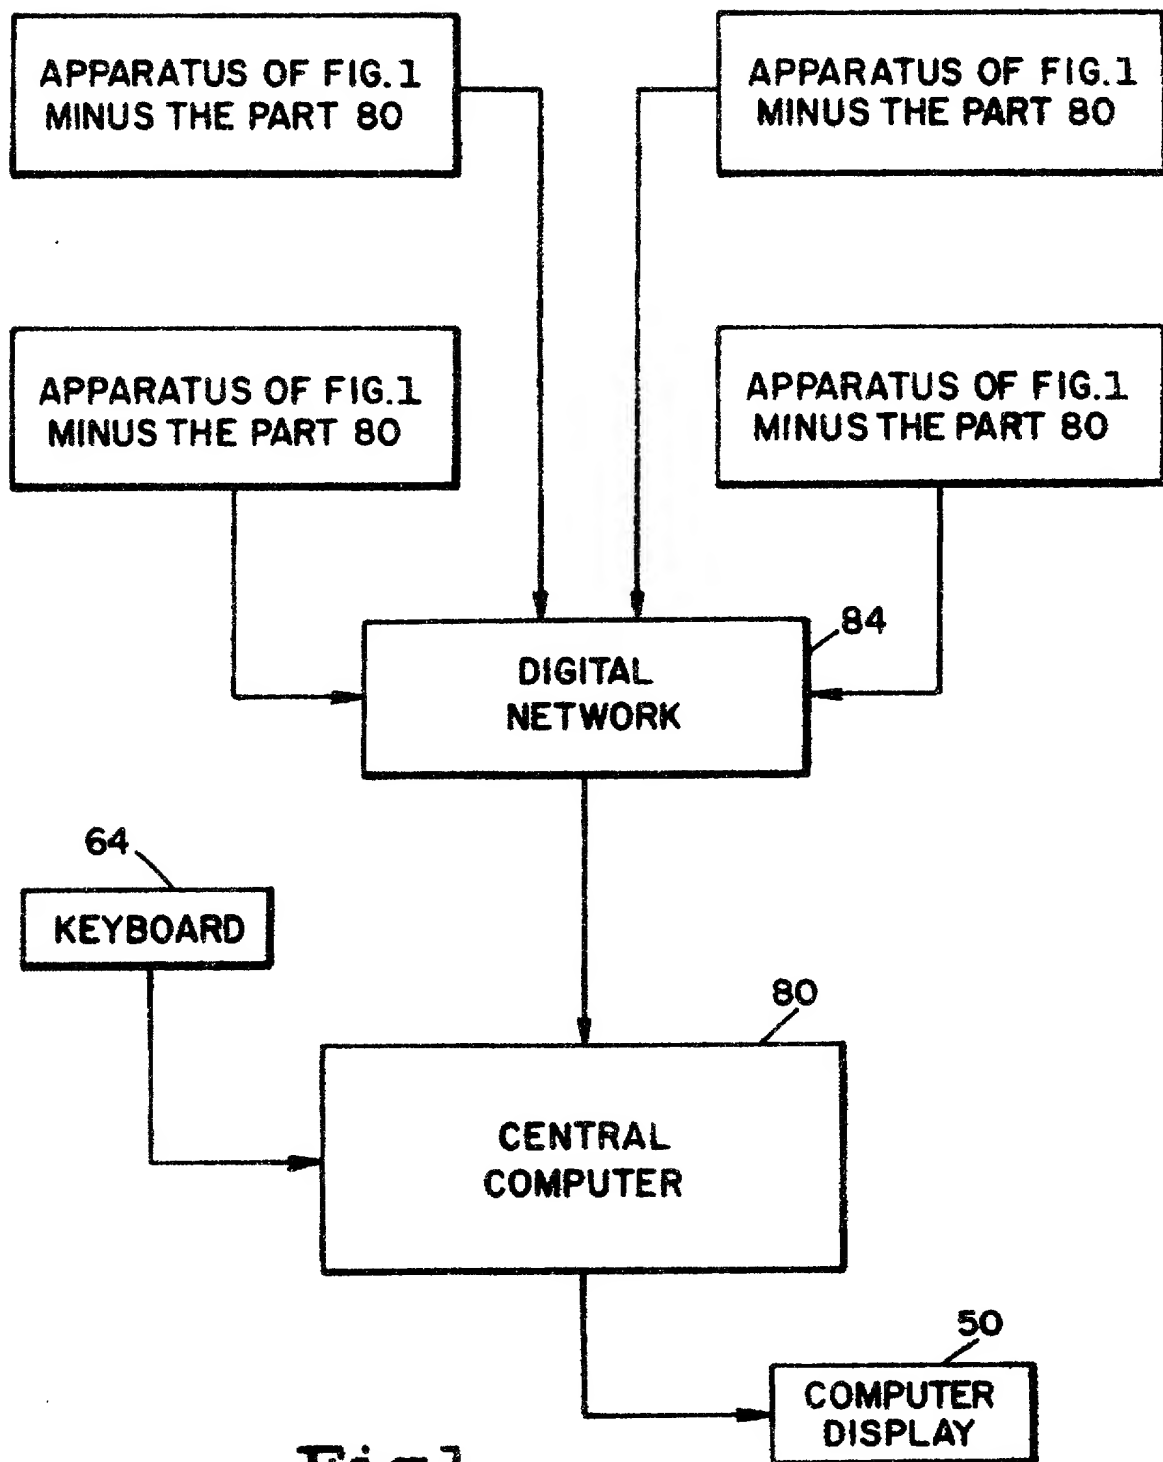 APPARATUS OF FIG.1
MINUS THE PART 80
APPARATUS OF FIG.1
MINUS THE PART 80
APPARATUS OF FIG.1
MINUS THE PART 80
APPARATUS OF FIG.1
MINUS THE PART 80
84
DIGITAL
NETWORK
64
KEYBOARD
80
CENTRAL
COMPUTER
50
COMPUTER
DISPLAY